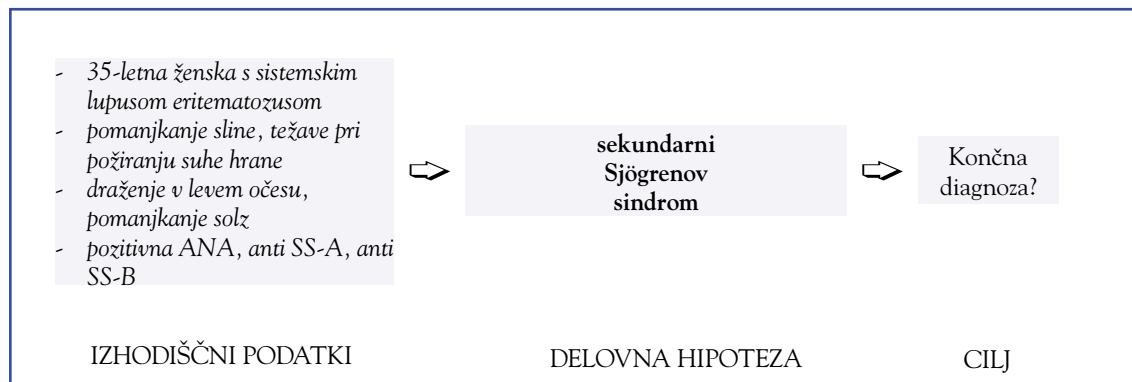 - 35-letna ženska s sistemskim
lupusom eritematozusom
- pomanjkanje sline, težave pri
požiranju suhe hrane
- draženje v levem očesu,
pomanjkanje solz
- pozitivna ANA, anti SS-A, anti
SS-B
sekundarni
Sjögrenov
sindrom
Končna
diagnoza?
IZHODIŠČNI PODATKI
DELOVNA HIPOTEZA
CILJ